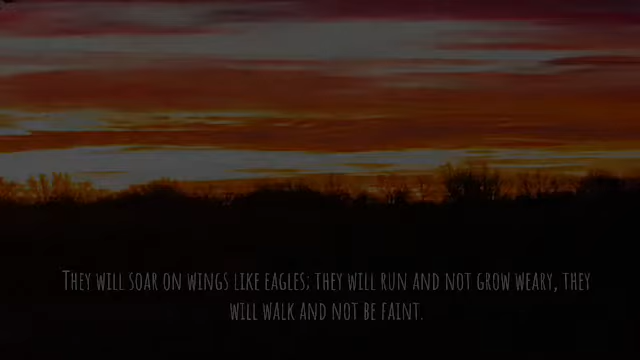 They will soar on wings like eagles; they will run and not grow weary, they
will walk and not be faint.